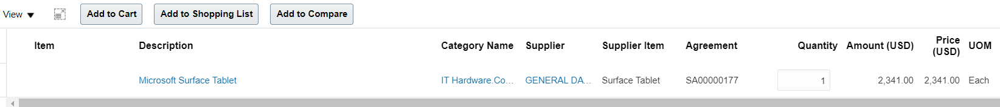 View Add to Cart Add to Shopping List Add to Compare
Item Description Category Name Supplier Supplier Item Agreement Quantity Amount (USD) Price (USD) UOM
Microsoft Surface Tablet IT Hardware.Co... GENERAL DA... Surface Tablet SA00000177 1 2,341.00 2,341.00 Each